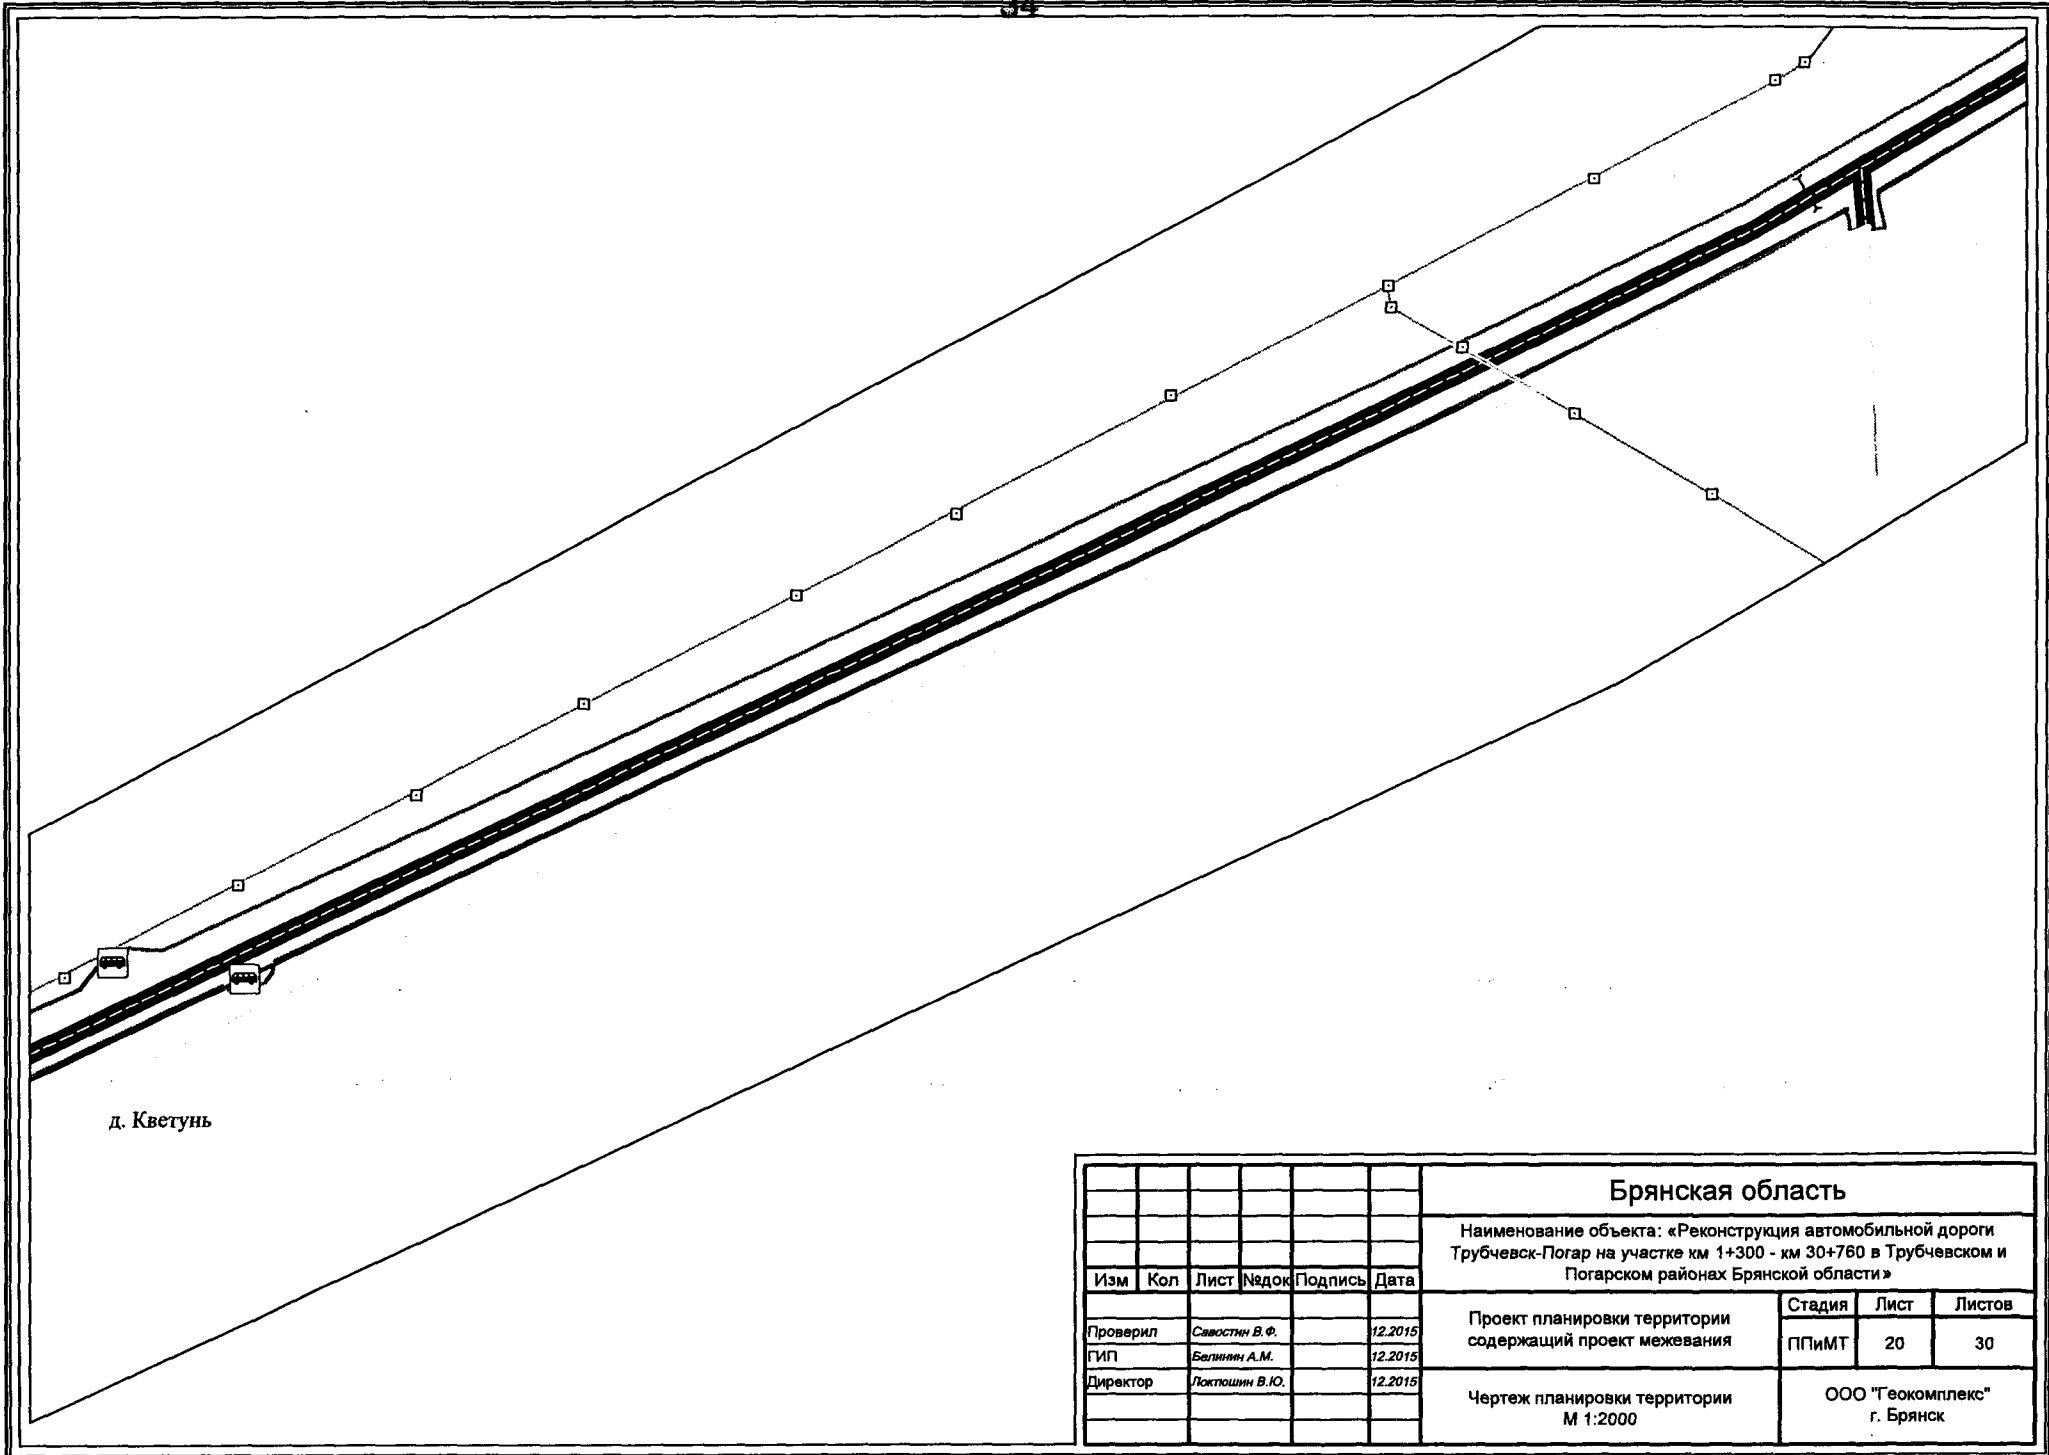 34
д. Кветунь
Брянская область
Наименование объекта: «Реконструкция автомобильной дороги
Трубчевск-Погар на участке км 1+300 - км 30+760 в Трубчевском и
Погарском районах Брянской области»
Изм Кол Лист №док Подпись Дата
Проект планировки территории
содержащий проект межевания
Стадия Лист Листов
ППиМТ 20 30
Проверил Савостин В.Ф. 12.2015
ГИП Белинин А.М. 12.2015
Директор Локтюшин В.Ю. 12.2015
Чертеж планировки территории
М 1:2000
ООО "Геокомплекс"
г. Брянск